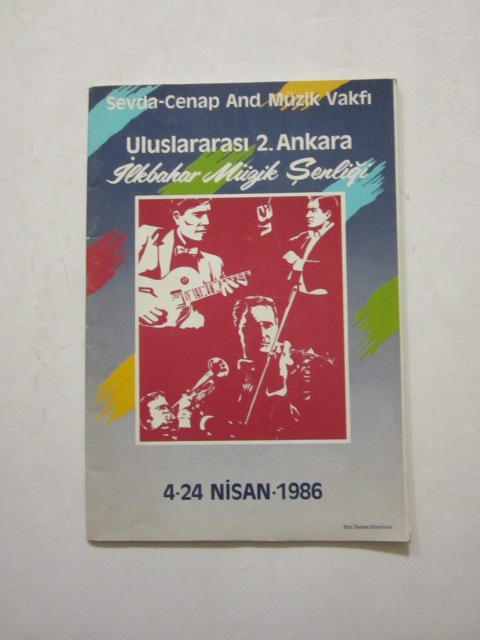 Sevda-Cenap And Müzik Vakfı
Uluslararası 2. Ankara
İlkbahar Müzik Şenliği
4·24 NİSAN·1986